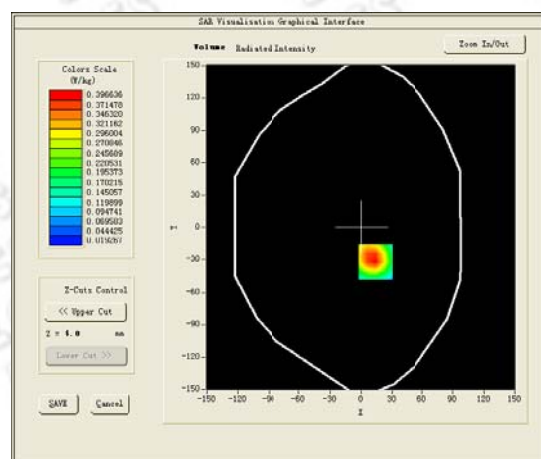 SAR Visualisation Graphical Interface
Volume Radiated Intensity
Zoom In/Out
Colors Scale
(W/kg)
0.396636
0.371478
0.346320
0.321162
0.296004
0.270846
0.245689
0.220531
0.195373
0.170215
0.145057
0.119899
0.094741
0.069583
0.044425
0.019267
150
120
90
60
30
0
-30
-60
-90
-120
-150
Y
-150 -120 -90 -60 -30 0 30 60 90 120 150
X
Z-Cuts Control
<< Upper Cut
Z = 4.0 mm
Lower Cut >>
SAVE Cancel